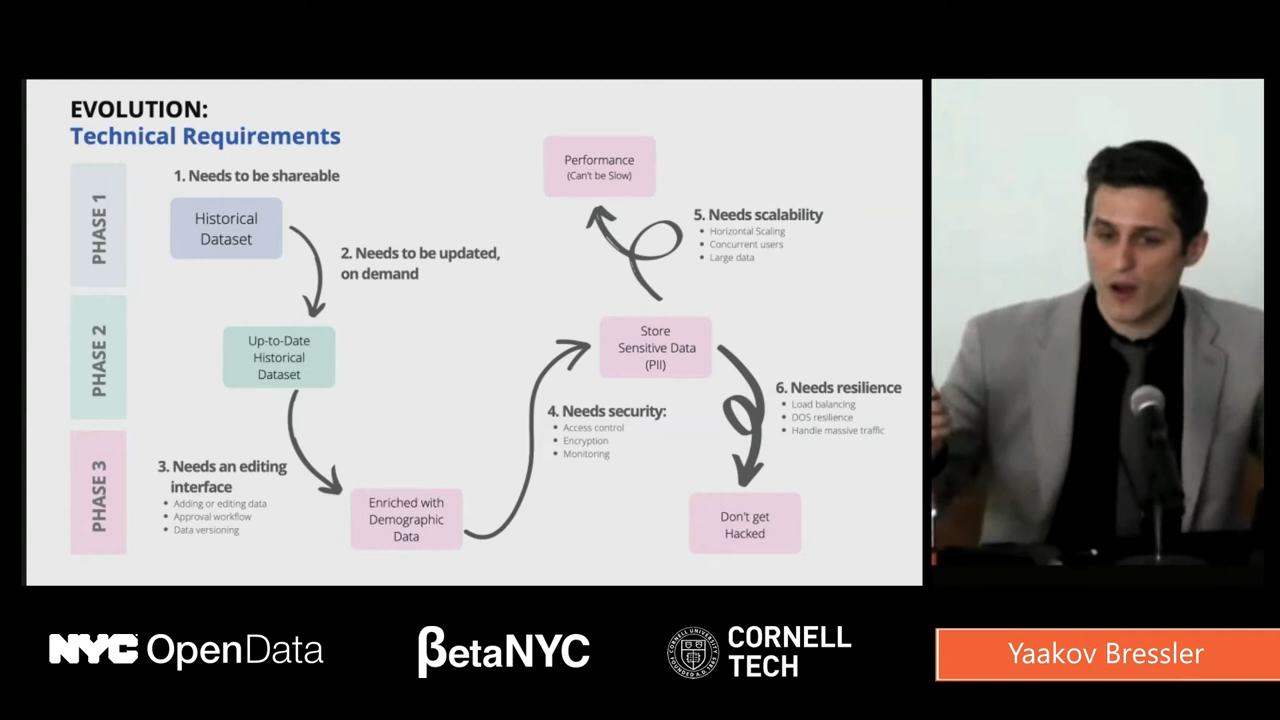 EVOLUTION:
Technical Requirements
PHASE 1
1. Needs to be shareable
Historical
Dataset
2. Needs to be updated,
on demand
PHASE 2
Up-to-Date
Historical
Dataset
PHASE 3
3. Needs an editing
interface
• Adding or editing data
• Approval workflow
• Data versioning
Enriched with
Demographic
Data
4. Needs security:
• Access control
• Encryption
• Monitoring
Store
Sensitive Data
(PII)
Performance
(Can't be Slow)
5. Needs scalability
• Horizontal Scaling
• Concurrent users
• Large data
6. Needs resilience
• Load balancing
• DOS resilience
• Handle massive traffic
Don't get
Hacked
NYC OpenData
βetaNYC
CORNELL
TECH
Yaakov Bressler